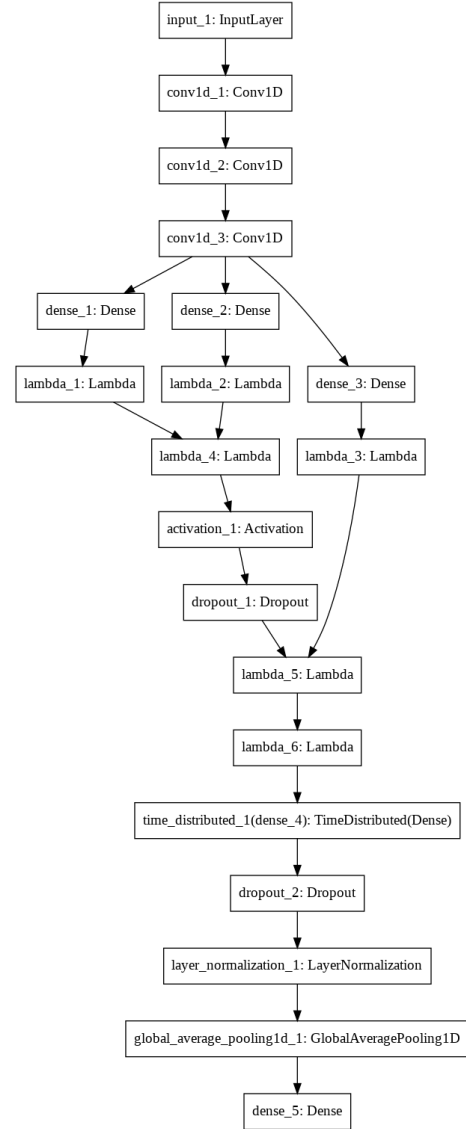 input_1: InputLayer
conv1d_1: Conv1D
conv1d_2: Conv1D
conv1d_3: Conv1D
dense_1: Dense
dense_2: Dense
lambda_1: Lambda
lambda_2: Lambda
dense_3: Dense
lambda_4: Lambda
lambda_3: Lambda
activation_1: Activation
dropout_1: Dropout
lambda_5: Lambda
lambda_6: Lambda
time_distributed_1(dense_4): TimeDistributed(Dense)
dropout_2: Dropout
layer_normalization_1: LayerNormalization
global_average_pooling1d_1: GlobalAveragePooling1D
dense_5: Dense